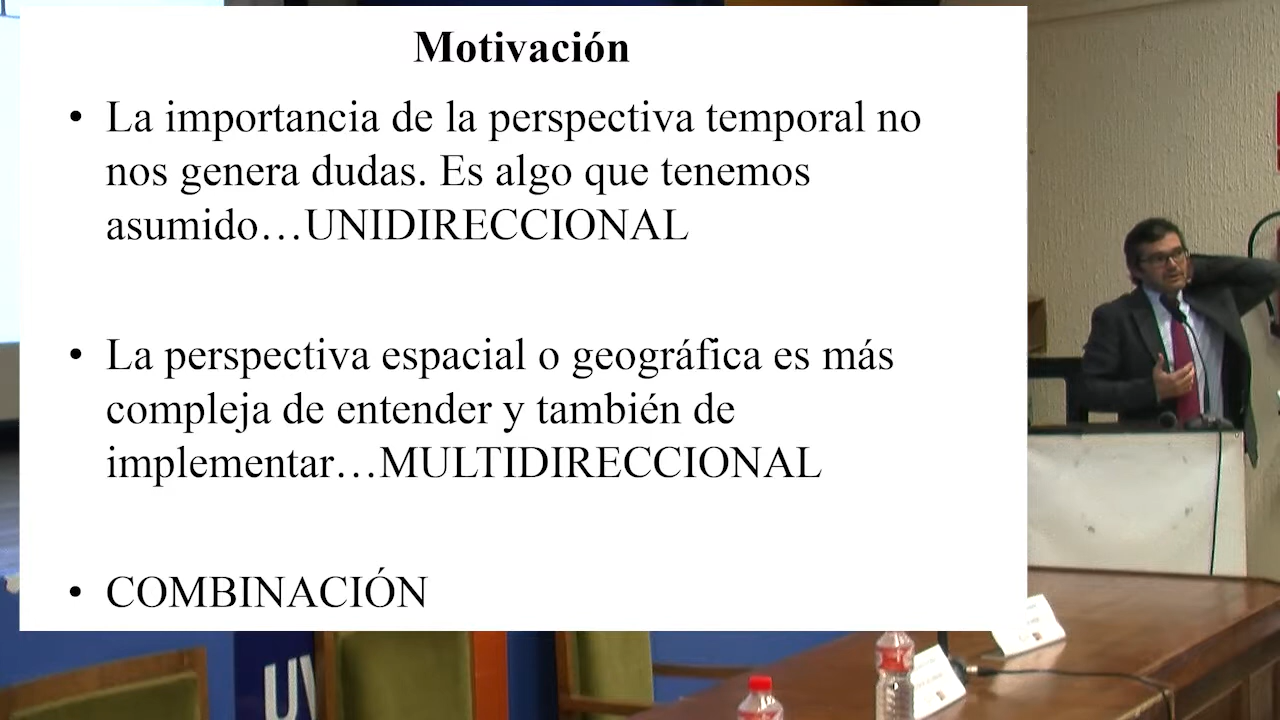 Motivación
• La importancia de la perspectiva temporal no
nos genera dudas. Es algo que tenemos
asumido…UNIDIRECCIONAL
• La perspectiva espacial o geográfica es más
compleja de entender y también de
implementar…MULTIDIRECCIONAL
• COMBINACIÓN